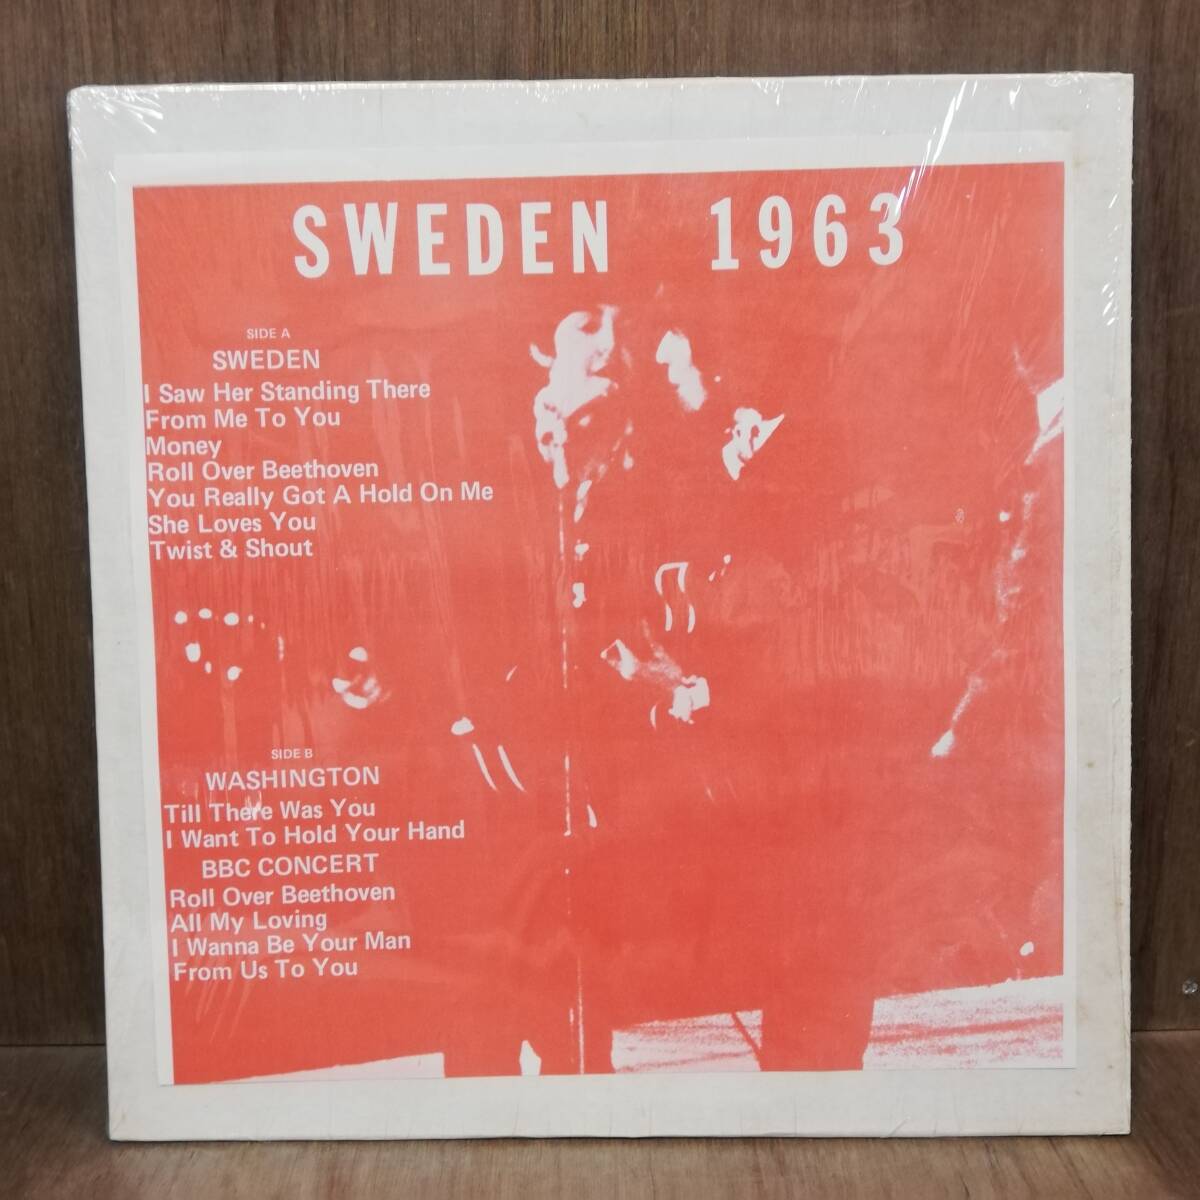 SWEDEN 1963
SIDE A
SWEDEN
I Saw Her Standing There
From Me To You
Money
Roll Over Beethoven
You Really Got A Hold On Me
She Loves You
Twist & Shout
SIDE B
WASHINGTON
Till There Was You
I Want To Hold Your Hand
BBC CONCERT
Roll Over Beethoven
All My Loving
I Wanna Be Your Man
From Us To You